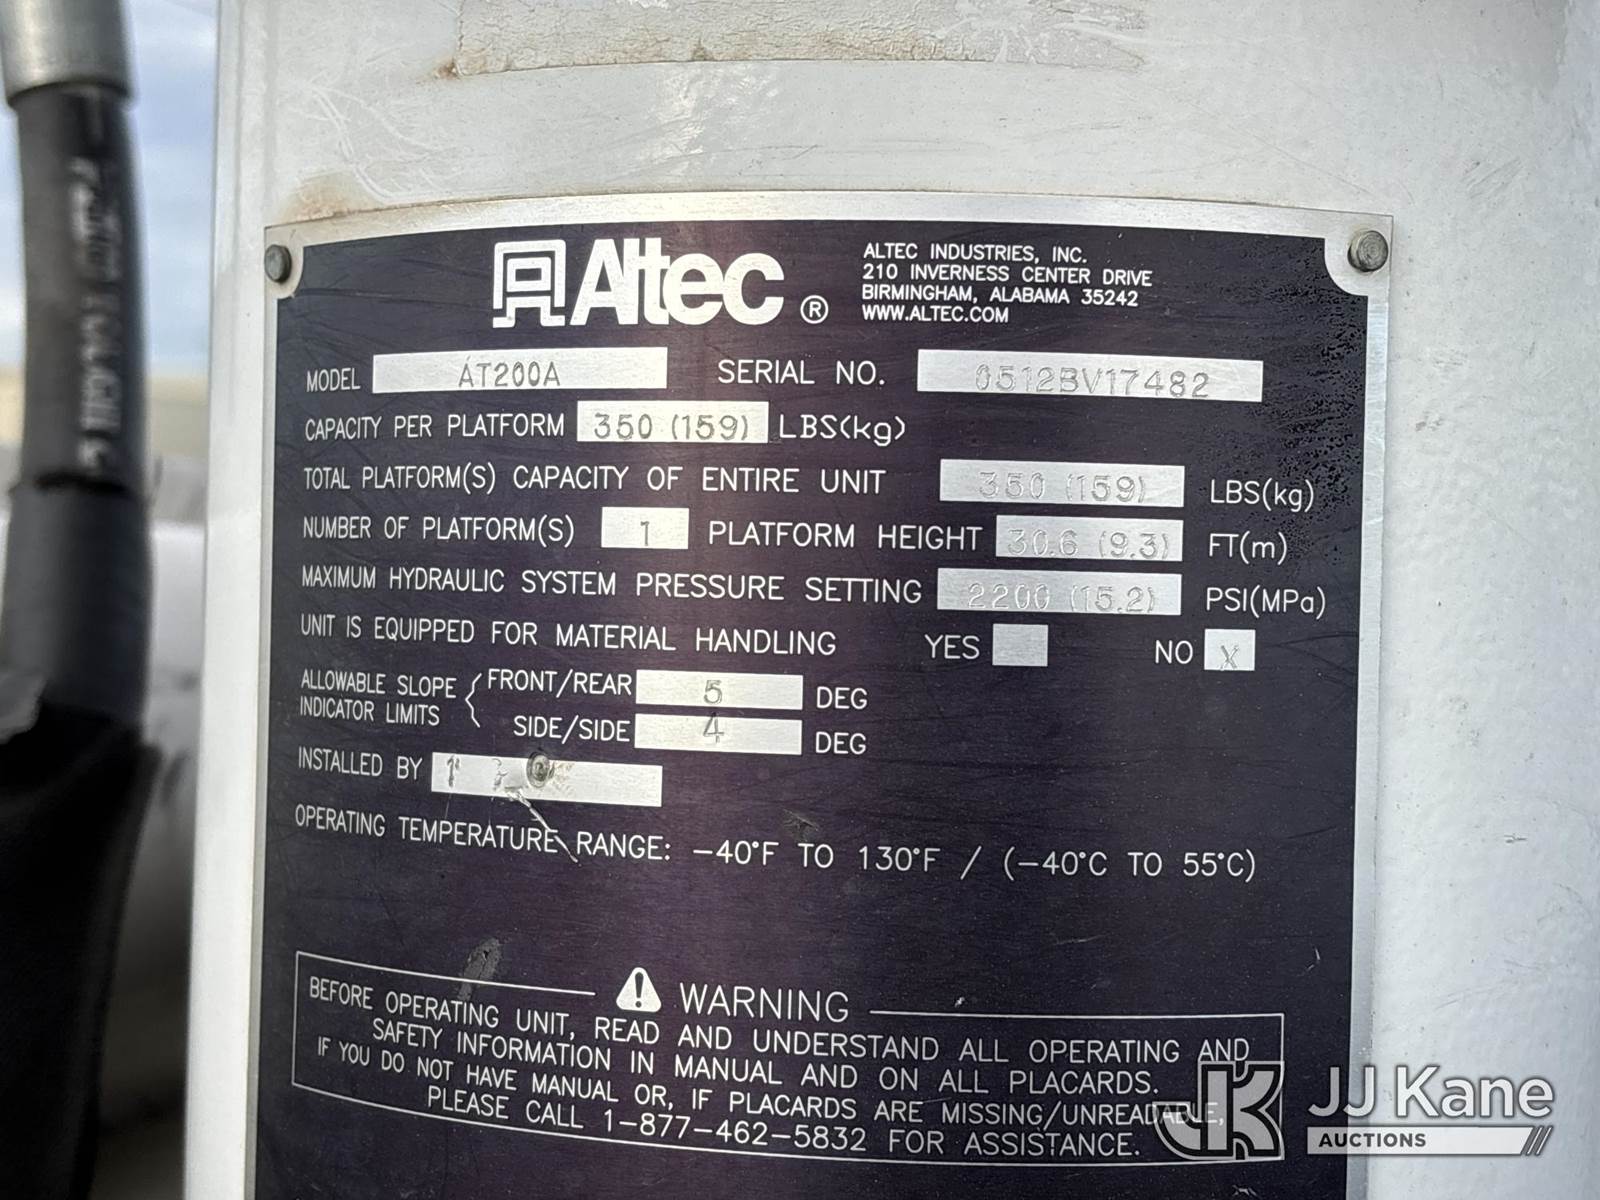 Altec ®
ALTEC INDUSTRIES, INC.
210 INVERNESS CENTER DRIVE
BIRMINGHAM, ALABAMA 35242
WWW.ALTEC.COM
MODEL AT200A SERIAL NO. 0512BV17482
CAPACITY PER PLATFORM 350 (159) LBS(kg)
TOTAL PLATFORM(S) CAPACITY OF ENTIRE UNIT 350 (159) LBS(kg)
NUMBER OF PLATFORM(S) 1 PLATFORM HEIGHT 30.6 (9.3) FT(m)
MAXIMUM HYDRAULIC SYSTEM PRESSURE SETTING 2200 (15.2) PSI(MPa)
UNIT IS EQUIPPED FOR MATERIAL HANDLING YES NO X
ALLOWABLE SLOPE
INDICATOR LIMITS
FRONT/REAR 5 DEG
SIDE/SIDE 4 DEG
INSTALLED BY
OPERATING TEMPERATURE RANGE: -40°F TO 130°F / (-40°C TO 55°C)
WARNING
BEFORE OPERATING UNIT, READ AND UNDERSTAND ALL OPERATING AND
SAFETY INFORMATION IN MANUAL AND ON ALL PLACARDS.
IF YOU DO NOT HAVE MANUAL OR, IF PLACARDS ARE MISSING/UNREADABLE,
PLEASE CALL 1-877-462-5832 FOR ASSISTANCE.
JJ Kane
AUCTIONS